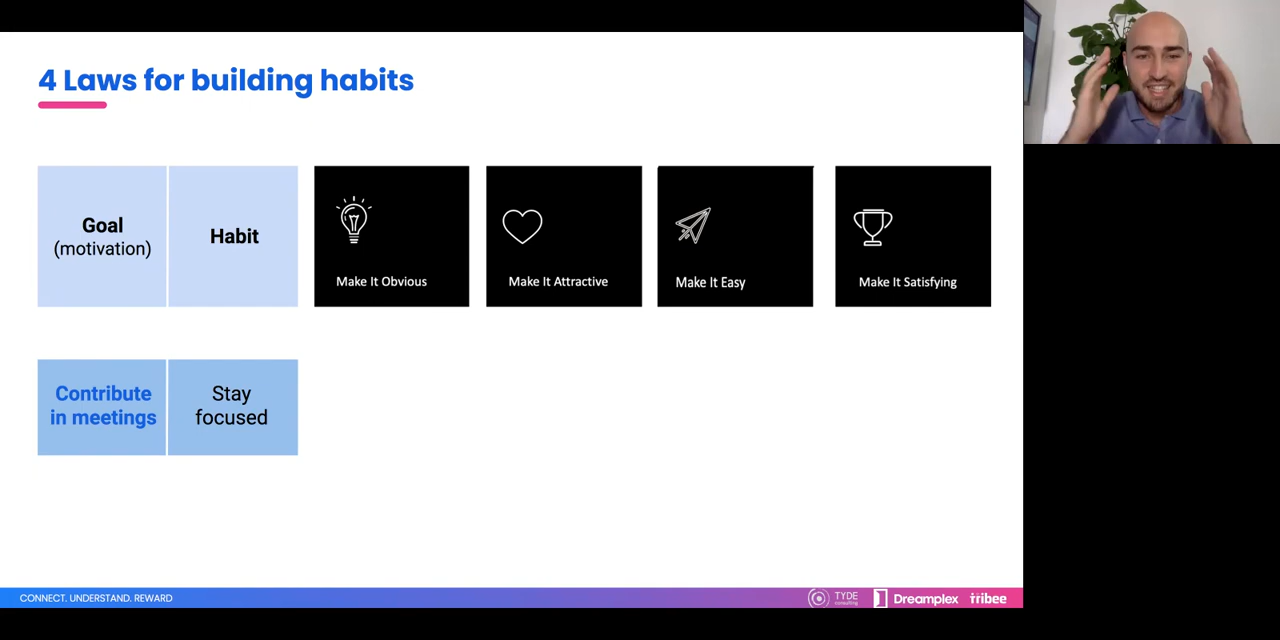 4 Laws for building habits
Goal
(motivation)
Habit
Make It Obvious
Make It Attractive
Make It Easy
Make It Satisfying
Contribute
in meetings
Stay
focused
CONNECT. UNDERSTAND. REWARD
TYDE
consulting
Dreamplex
tribee